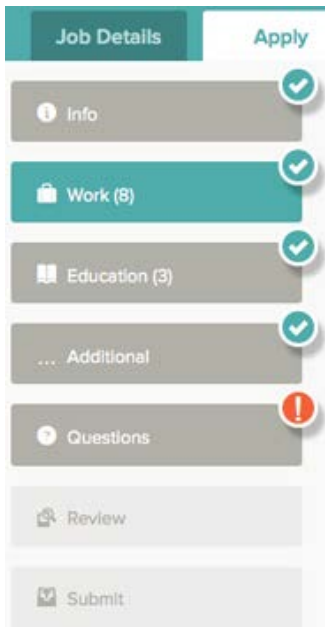 Job Details Apply
Info
Work (8)
Education (3)
... Additional
Questions
Review
Submit